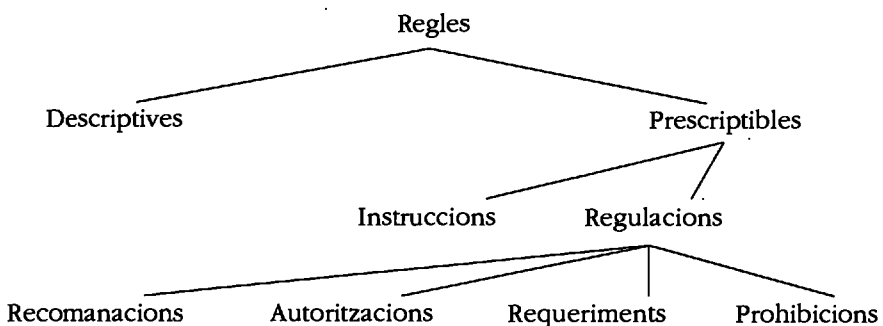 Regles
Descriptives Prescriptibles
Instruccions Regulacions
Recomanacions Autoritzacions Requeriments Prohibicions